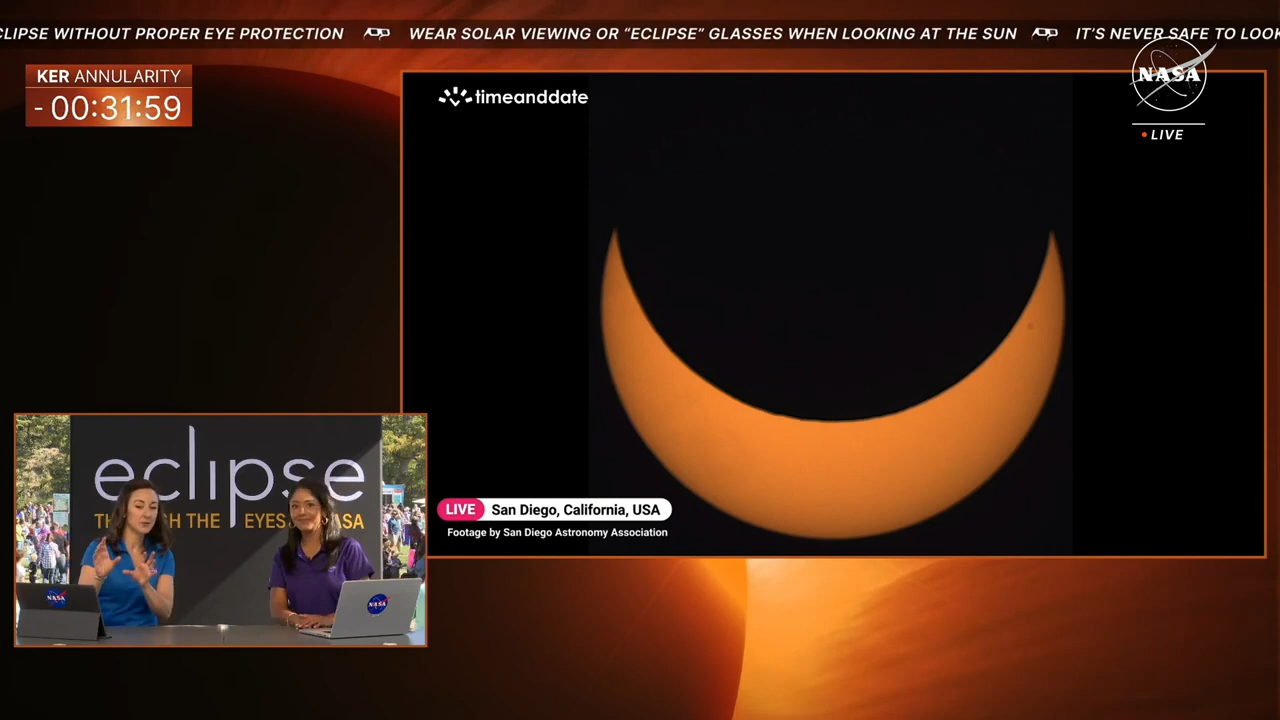 CLIPSE WITHOUT PROPER EYE PROTECTION WEAR SOLAR VIEWING OR “ECLIPSE” GLASSES WHEN LOOKING AT THE SUN IT’S NEVER SAFE TO LOOK
KER ANNULARITY
- 00:31:59
NASA
LIVE
timeanddate
LIVE San Diego, California, USA
Footage by San Diego Astronomy Association
eclipse
THE EYES
NASA
NASA